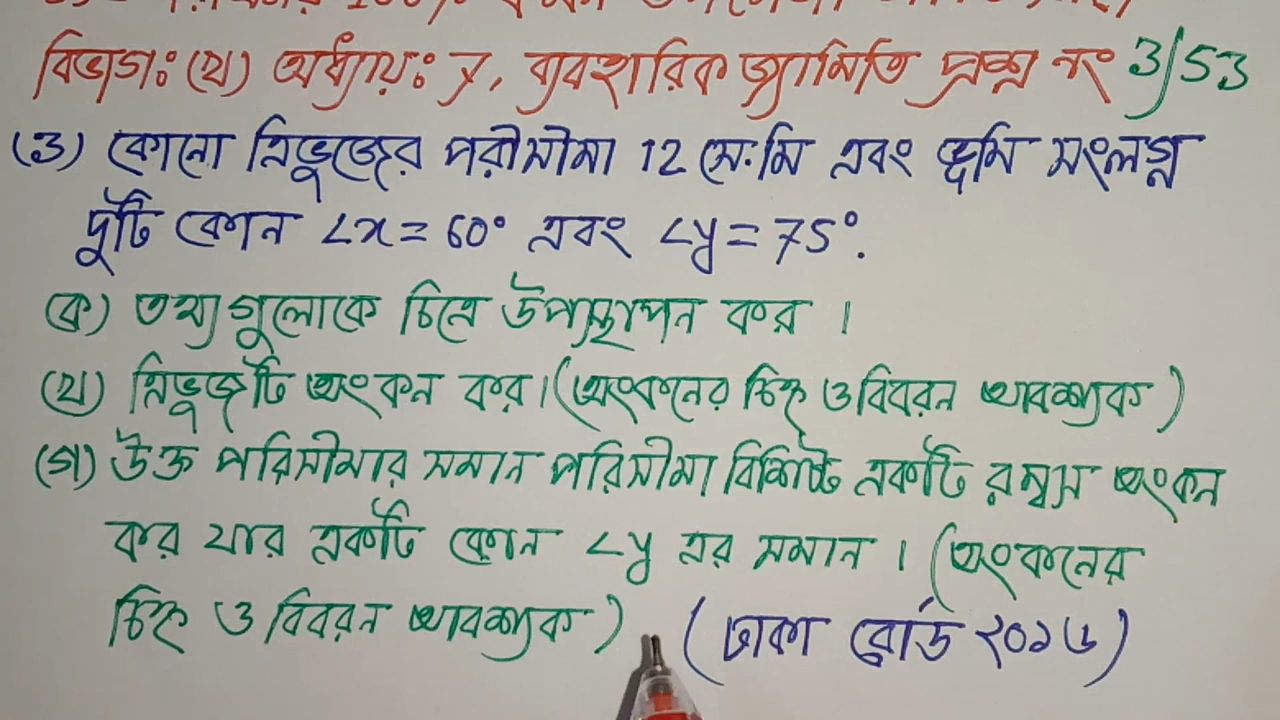 বিভাগঃ (খ) অধ্যায়ঃ ৭, ব্যবহারিক জ্যামিতি প্রশ্ন নং 3/53
(৩) কোনো ত্রিভুজের পরীসীমা 12 সে.মি এবং ভূমি সংলগ্ন
দুটি কোন ∠x = 60° এবং ∠y = 75°.
(ক) তথ্যগুলোকে চিত্রে উপস্থাপন কর ।
(খ) ত্রিভুজটি অংকন কর। (অংকনের চিহ্ন ও বিবরন আবশ্যক)
(গ) উক্ত পরিসীমার সমান পরিসীমা বিশিষ্ট একটি রম্বস অংকন
কর যার একটি কোন ∠y এর সমান । (অংকনের
চিহ্ন ও বিবরন আবশ্যক) (ঢাকা বোর্ড ২০১৬)